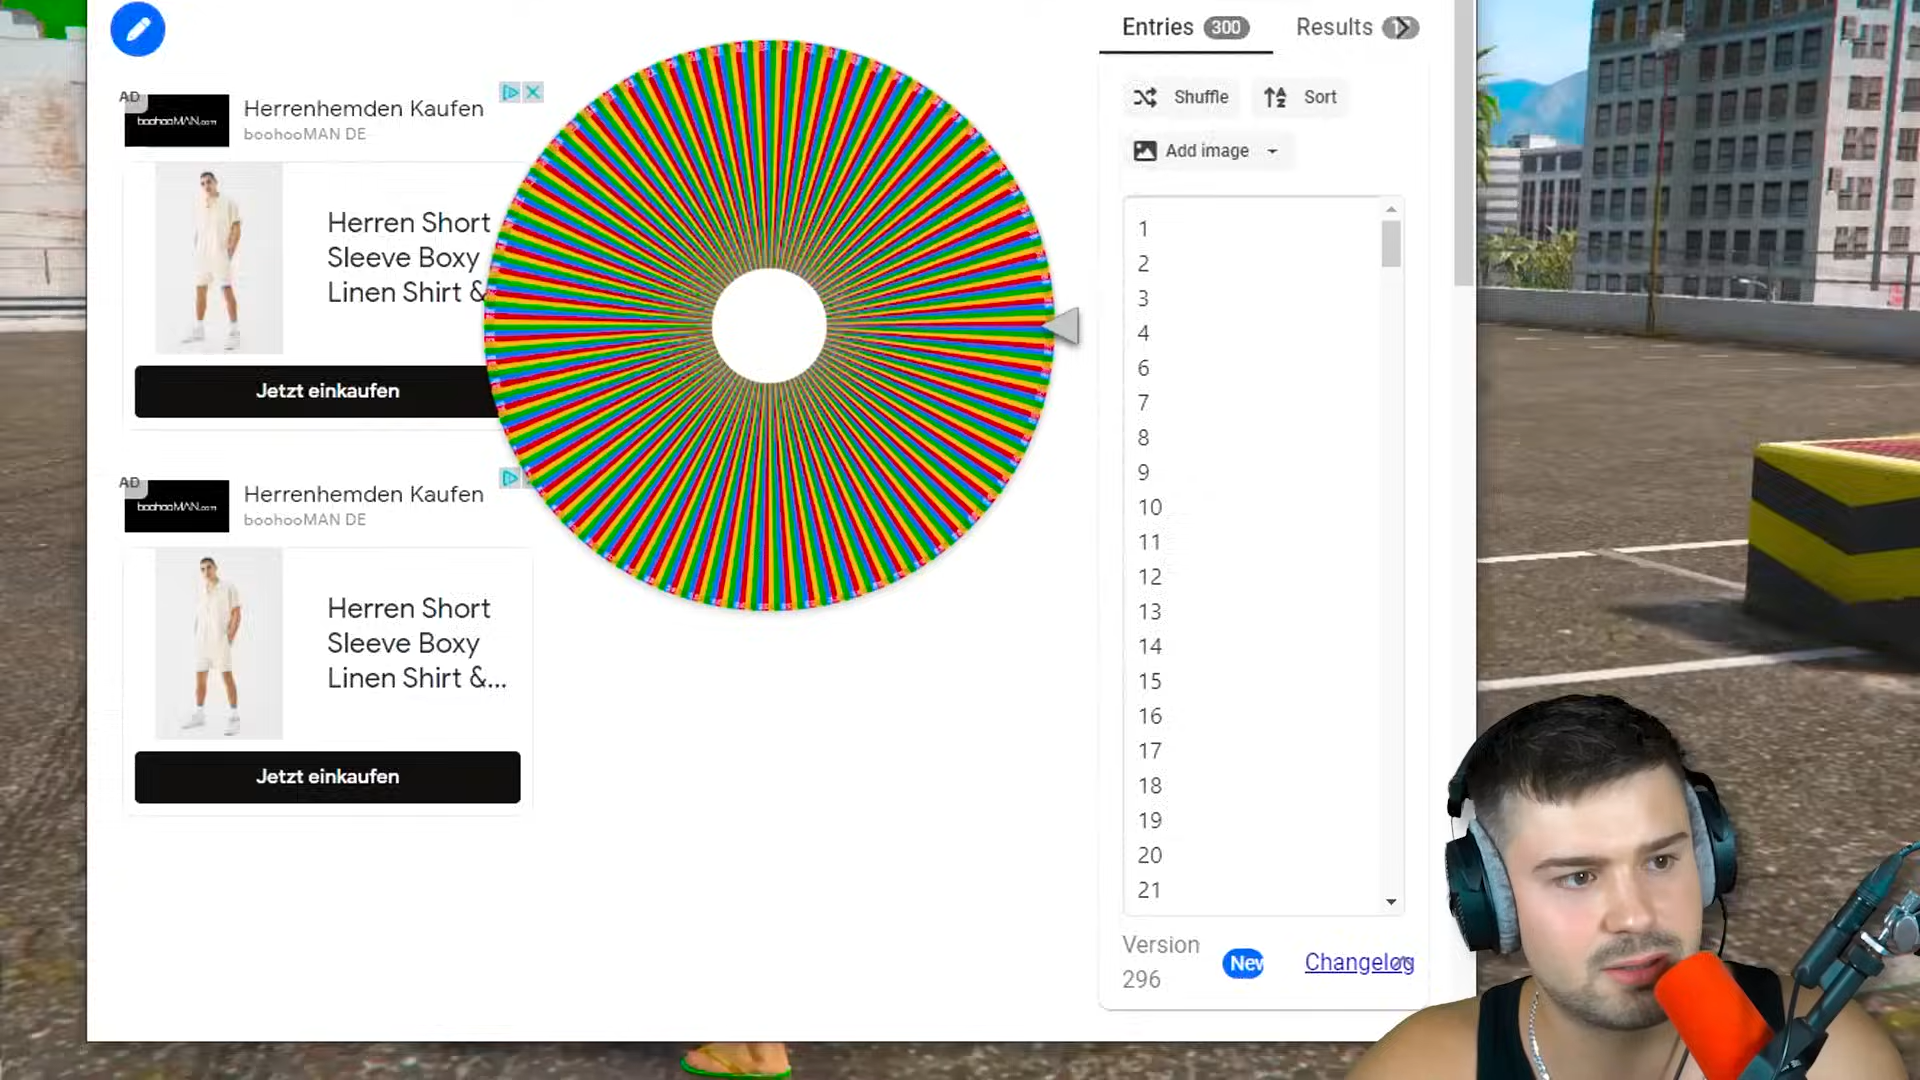 Entries 300
Results
Shuffle
Sort
Add image
1
2
3
4
6
7
8
9
10
11
12
13
14
15
16
17
18
19
20
21
Version
296
New
Changelog
AD
boohooMAN.com
Herrenhemden Kaufen
boohooMAN DE
Herren Short
Sleeve Boxy
Linen Shirt &
Jetzt einkaufen
AD
boohooMAN.com
Herrenhemden Kaufen
boohooMAN DE
Herren Short
Sleeve Boxy
Linen Shirt &...
Jetzt einkaufen